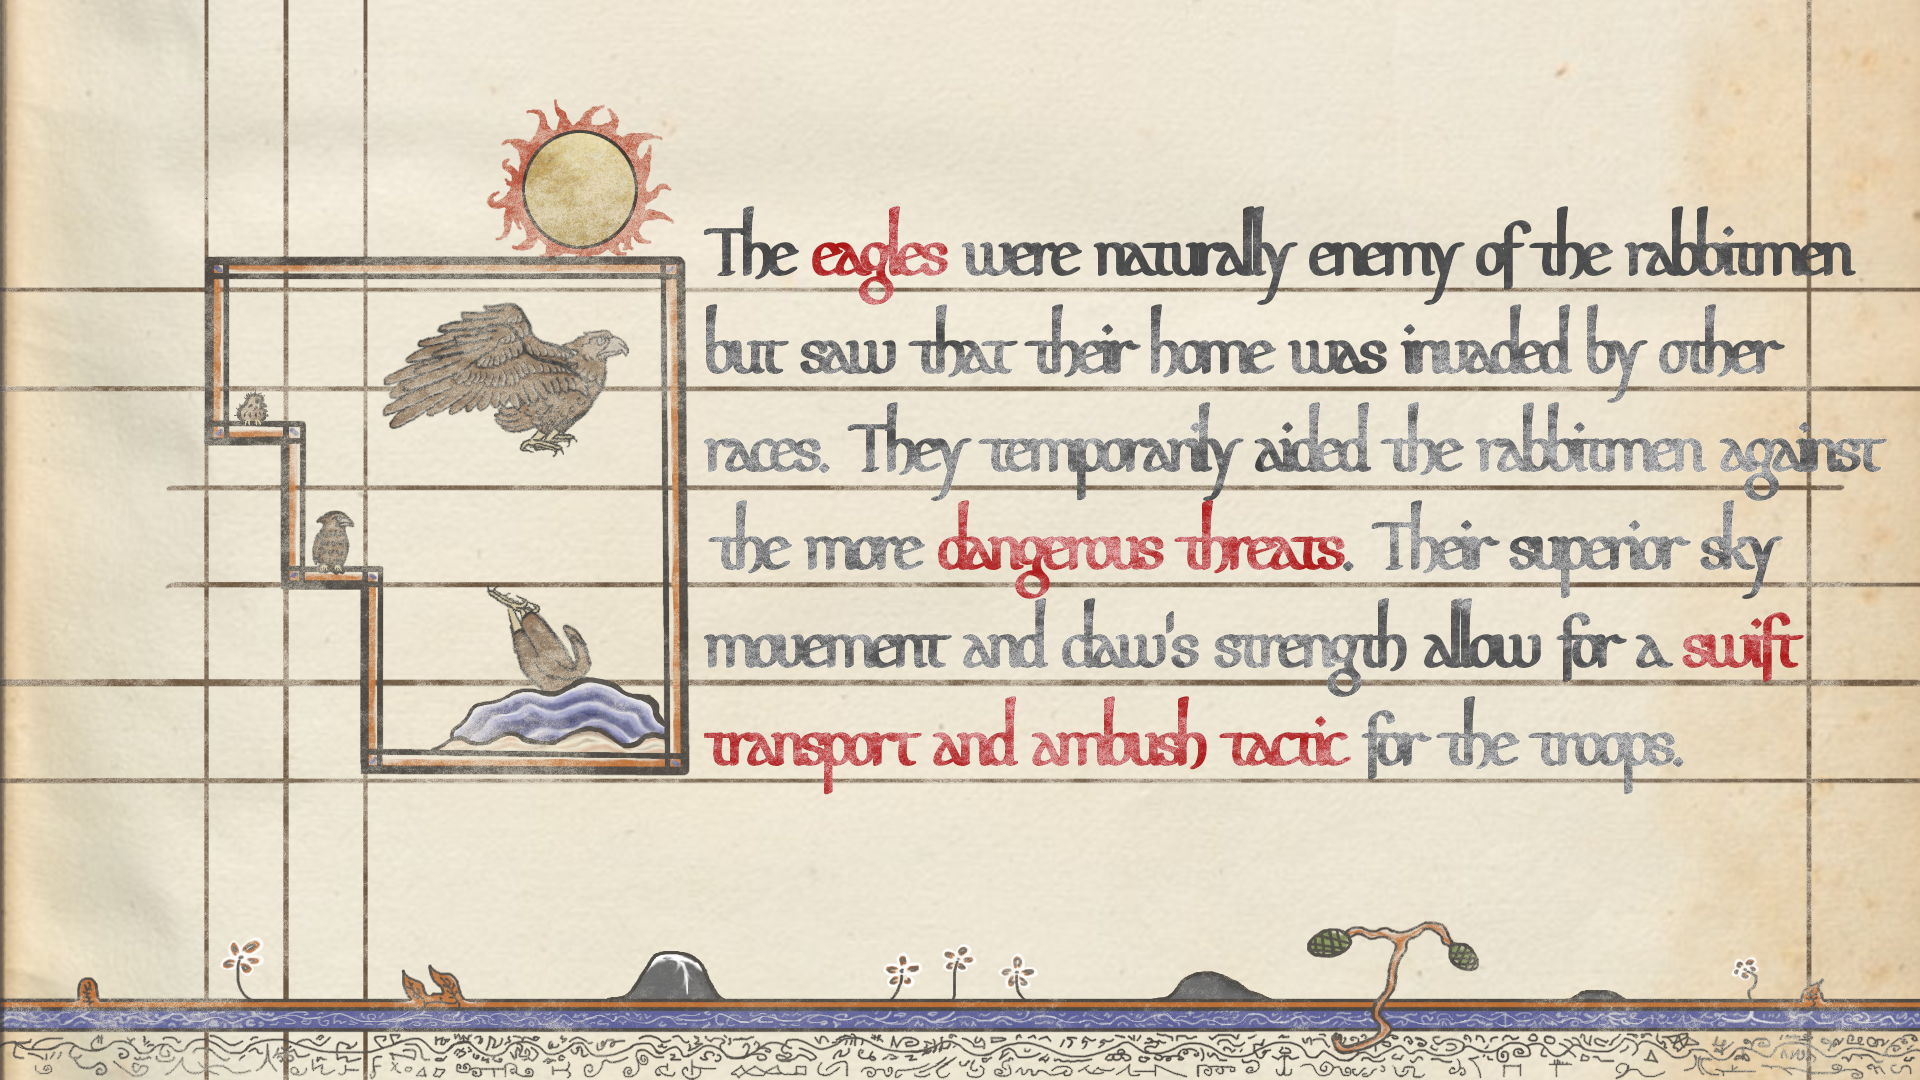 The eagles were naturally enemy of the rabbitmen
but saw that their home was invaded by other
races. They temporarily aided the rabbitmen against
the more dangerous threats. Their superior sky
movement and claw's strength allow for a swift
transport and ambush tactic for the troops.